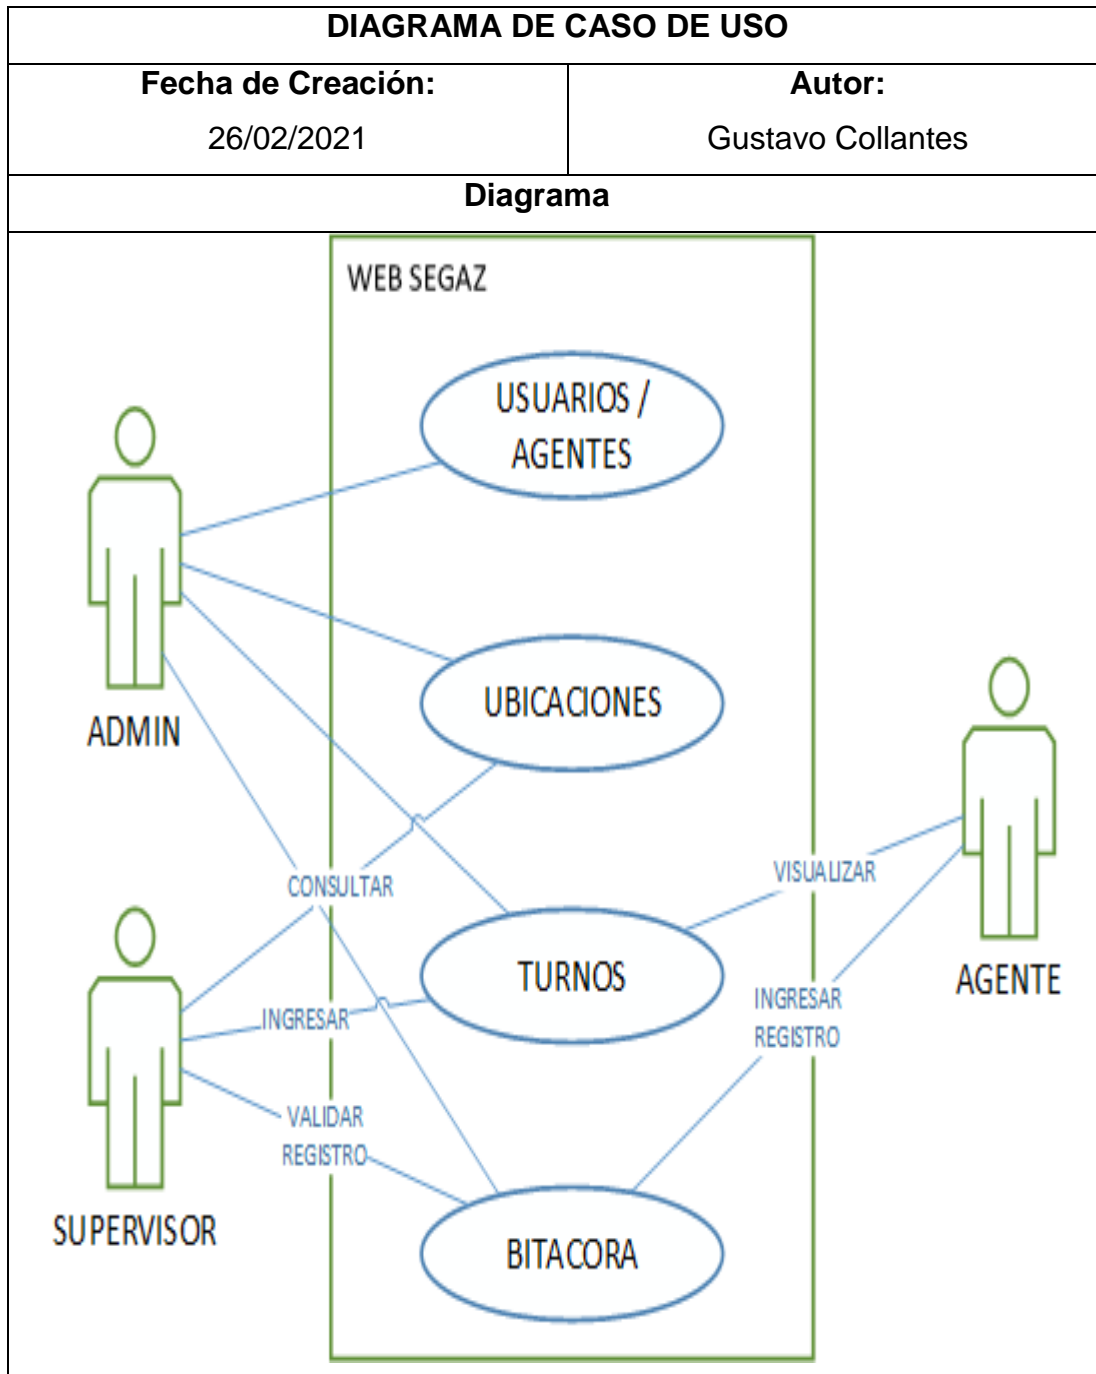 DIAGRAMA DE CASO DE USO
Fecha de Creación:
26/02/2021
Autor:
Gustavo Collantes
Diagrama
WEB SEGAZ
USUARIOS /
AGENTES
UBICACIONES
ADMIN
CONSULTAR
VISUALIZAR
TURNOS
AGENTE
INGRESAR
INGRESAR
REGISTRO
VALIDAR
REGISTRO
SUPERVISOR
BITACORA